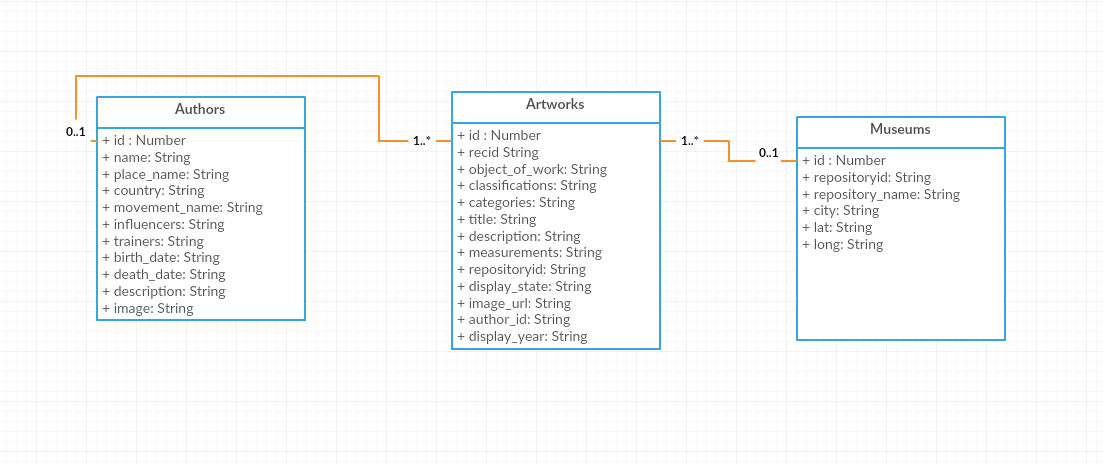 Authors
0..1
+ id : Number
+ name: String
+ place_name: String
+ country: String
+ movement_name: String
+ influencers: String
+ trainers: String
+ birth_date: String
+ death_date: String
+ description: String
+ image: String
1..*
Artworks
+ id : Number
+ recid String
+ object_of_work: String
+ classifications: String
+ categories: String
+ title: String
+ description: String
+ measurements: String
+ repositoryid: String
+ display_state: String
+ image_url: String
+ author_id: String
+ display_year: String
1..*
0..1
Museums
+ id : Number
+ repositoryid: String
+ repository_name: String
+ city: String
+ lat: String
+ long: String